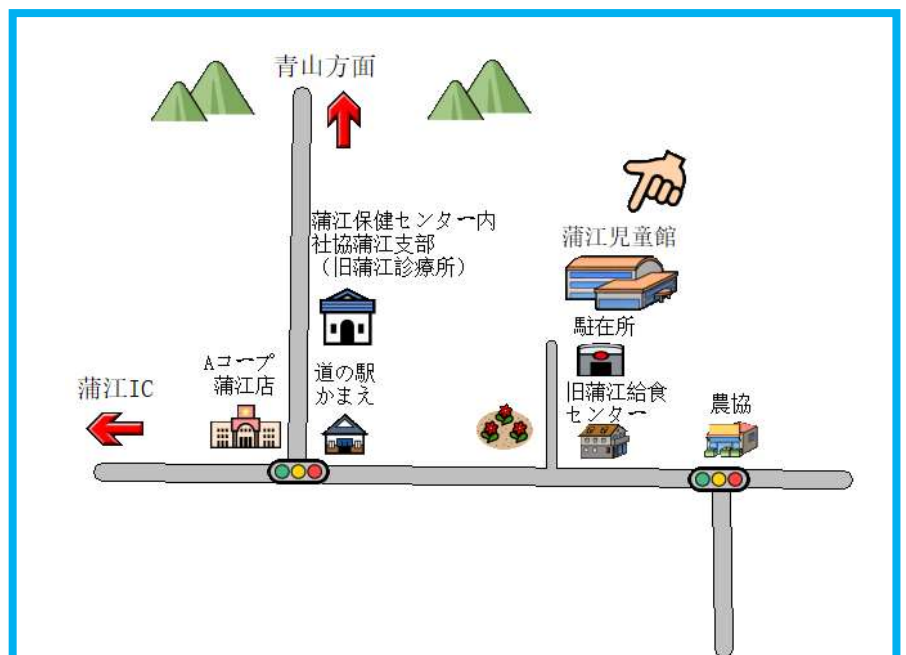 青山方面
蒲江保健センター内
社協蒲江支部
（旧蒲江診療所）
蒲江児童館
駐在所
Aコープ
蒲江店
道の駅
かまえ
蒲江IC
旧蒲江給食
センター
農協